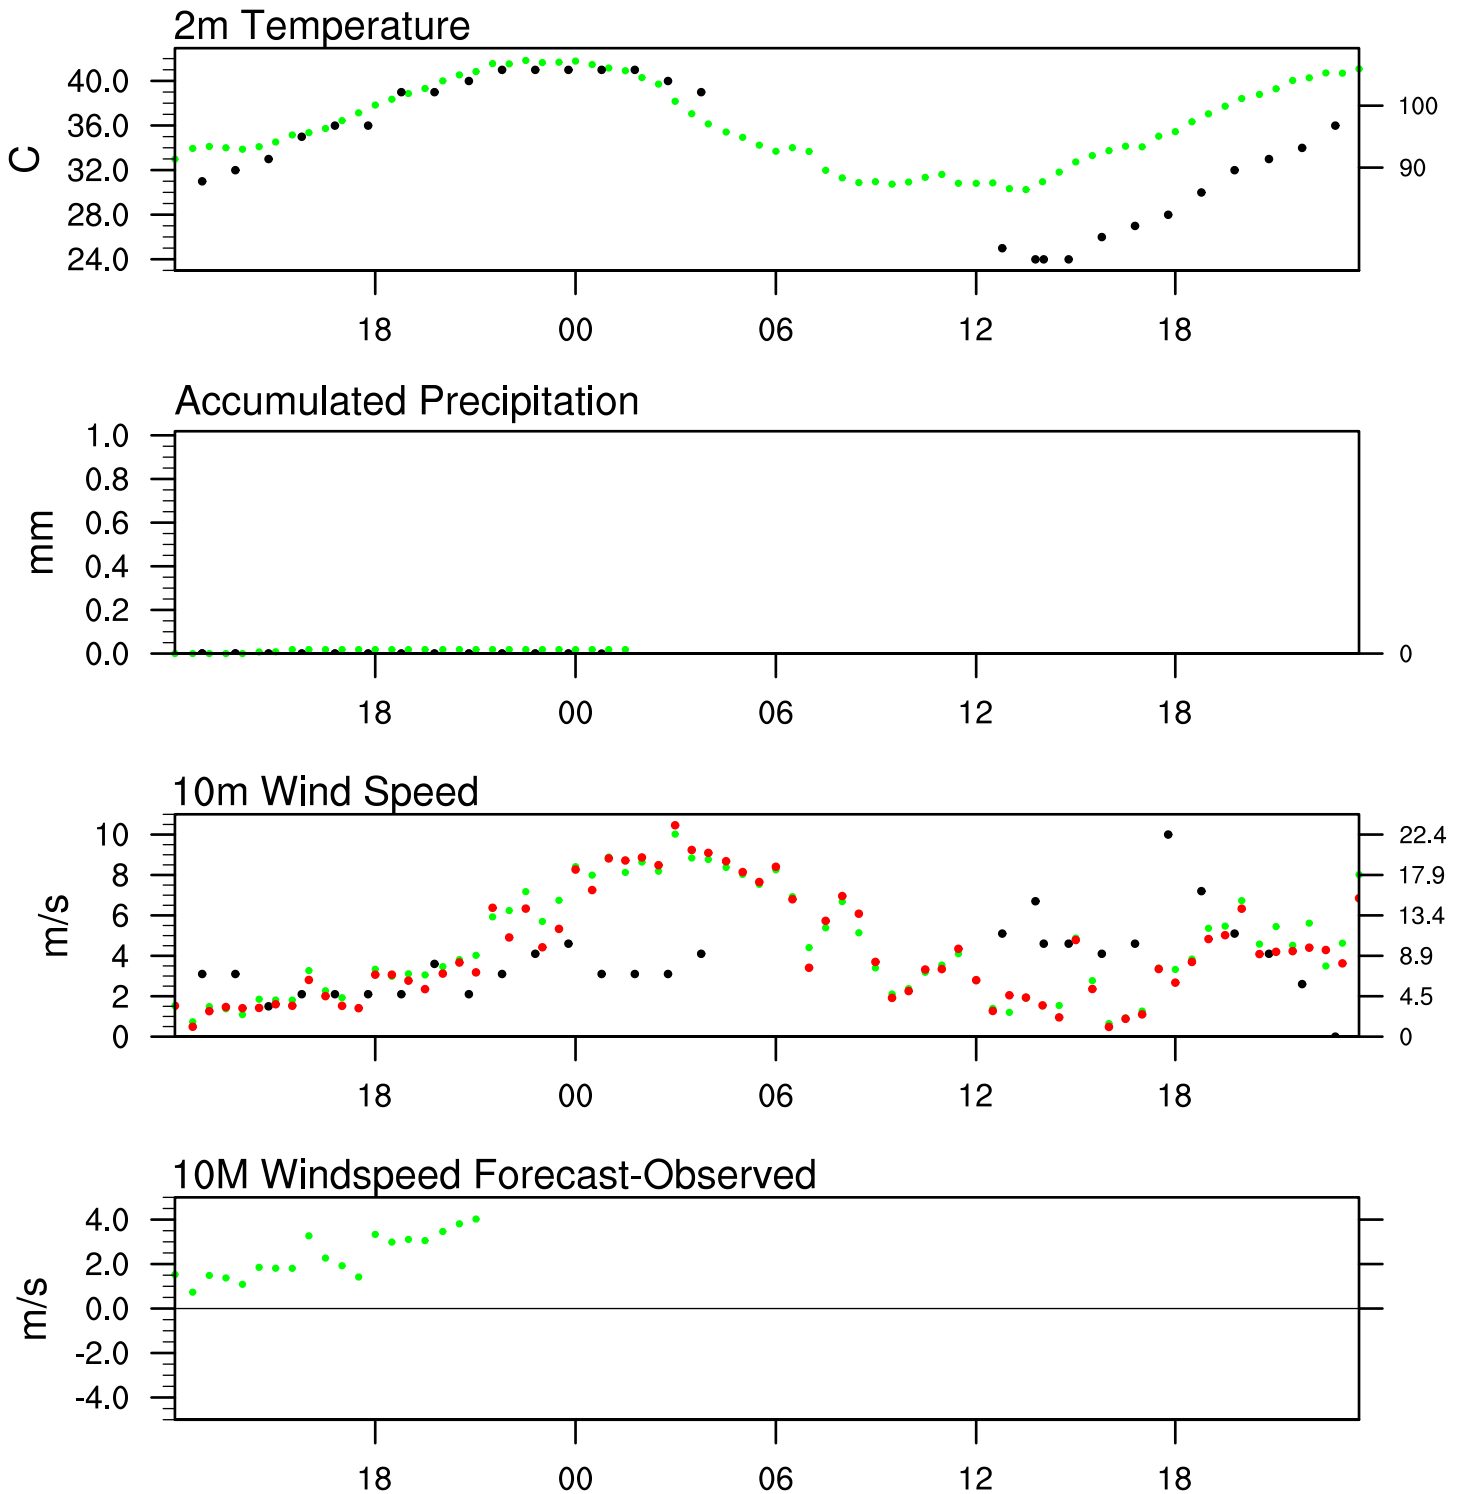 2m Temperature
40.0
36.0
32.0
28.0
24.0
C
100
90
18 00 06 12 18
Accumulated Precipitation
1.0
0.8
0.6
0.4
0.2
0.0
mm
0
18 00 06 12 18
10m Wind Speed
10
8
6
4
2
0
m/s
22.4
17.9
13.4
8.9
4.5
0
18 00 06 12 18
10M Windspeed Forecast-Observed
4.0
2.0
0.0
-2.0
-4.0
m/s
18 00 06 12 18